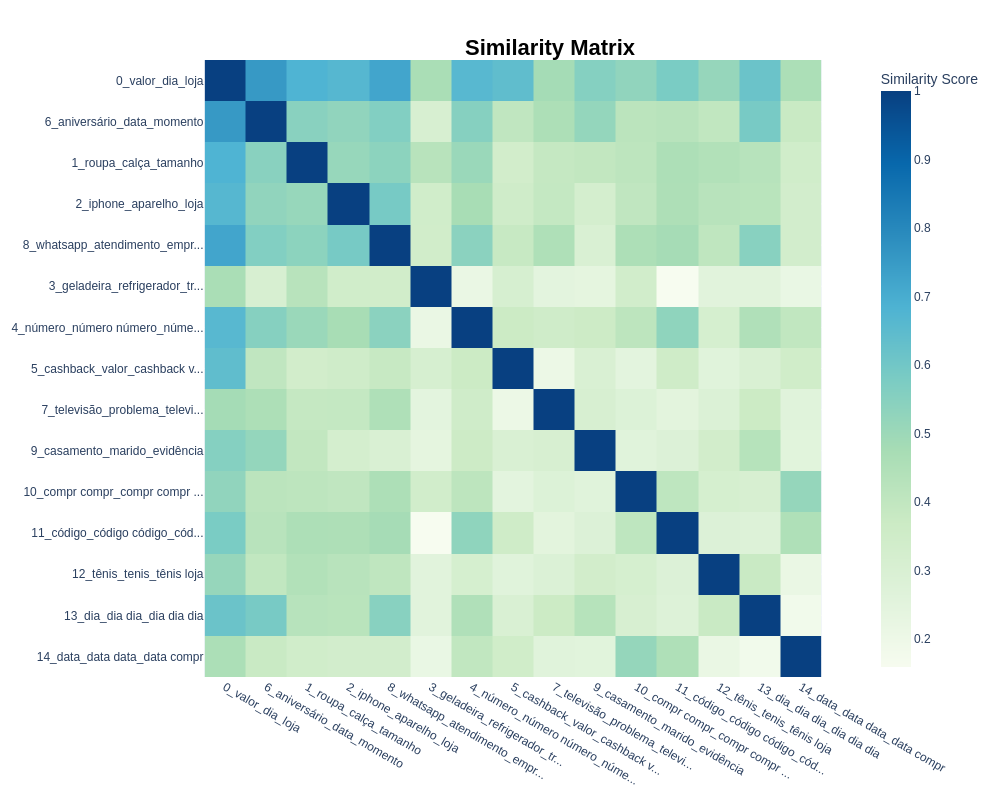 Similarity Matrix
Similarity Score
0_valor_dia_loja
6_aniversário_data_momento
1_roupa_calça_tamanho
2_iphone_aparelho_loja
8_whatsapp_atendimento_empr...
3_geladeira_refrigerador_tr...
4_número_número número_núme...
5_cashback_valor_cashback v...
7_televisão_problema_televi...
9_casamento_marido_evidência
10_compr compr_compr compr ...
11_código_código código_cód...
12_tênis_tenis_tênis loja
13_dia_dia dia_dia dia dia
14_data_data data_data compr
1
0.9
0.8
0.7
0.6
0.5
0.4
0.3
0.2
0_valor_dia_loja
6_aniversário_data_momento
1_roupa_calça_tamanho
2_iphone_aparelho_loja
8_whatsapp_atendimento_empr...
3_geladeira_refrigerador_tr...
4_número_número número_núme...
5_cashback_valor_cashback v...
7_televisão_problema_televi...
9_casamento_marido_evidência
10_compr compr_compr compr ...
11_código_código código_cód...
12_tênis_tenis_tênis loja
13_dia_dia dia_dia dia dia
14_data_data data_data compr